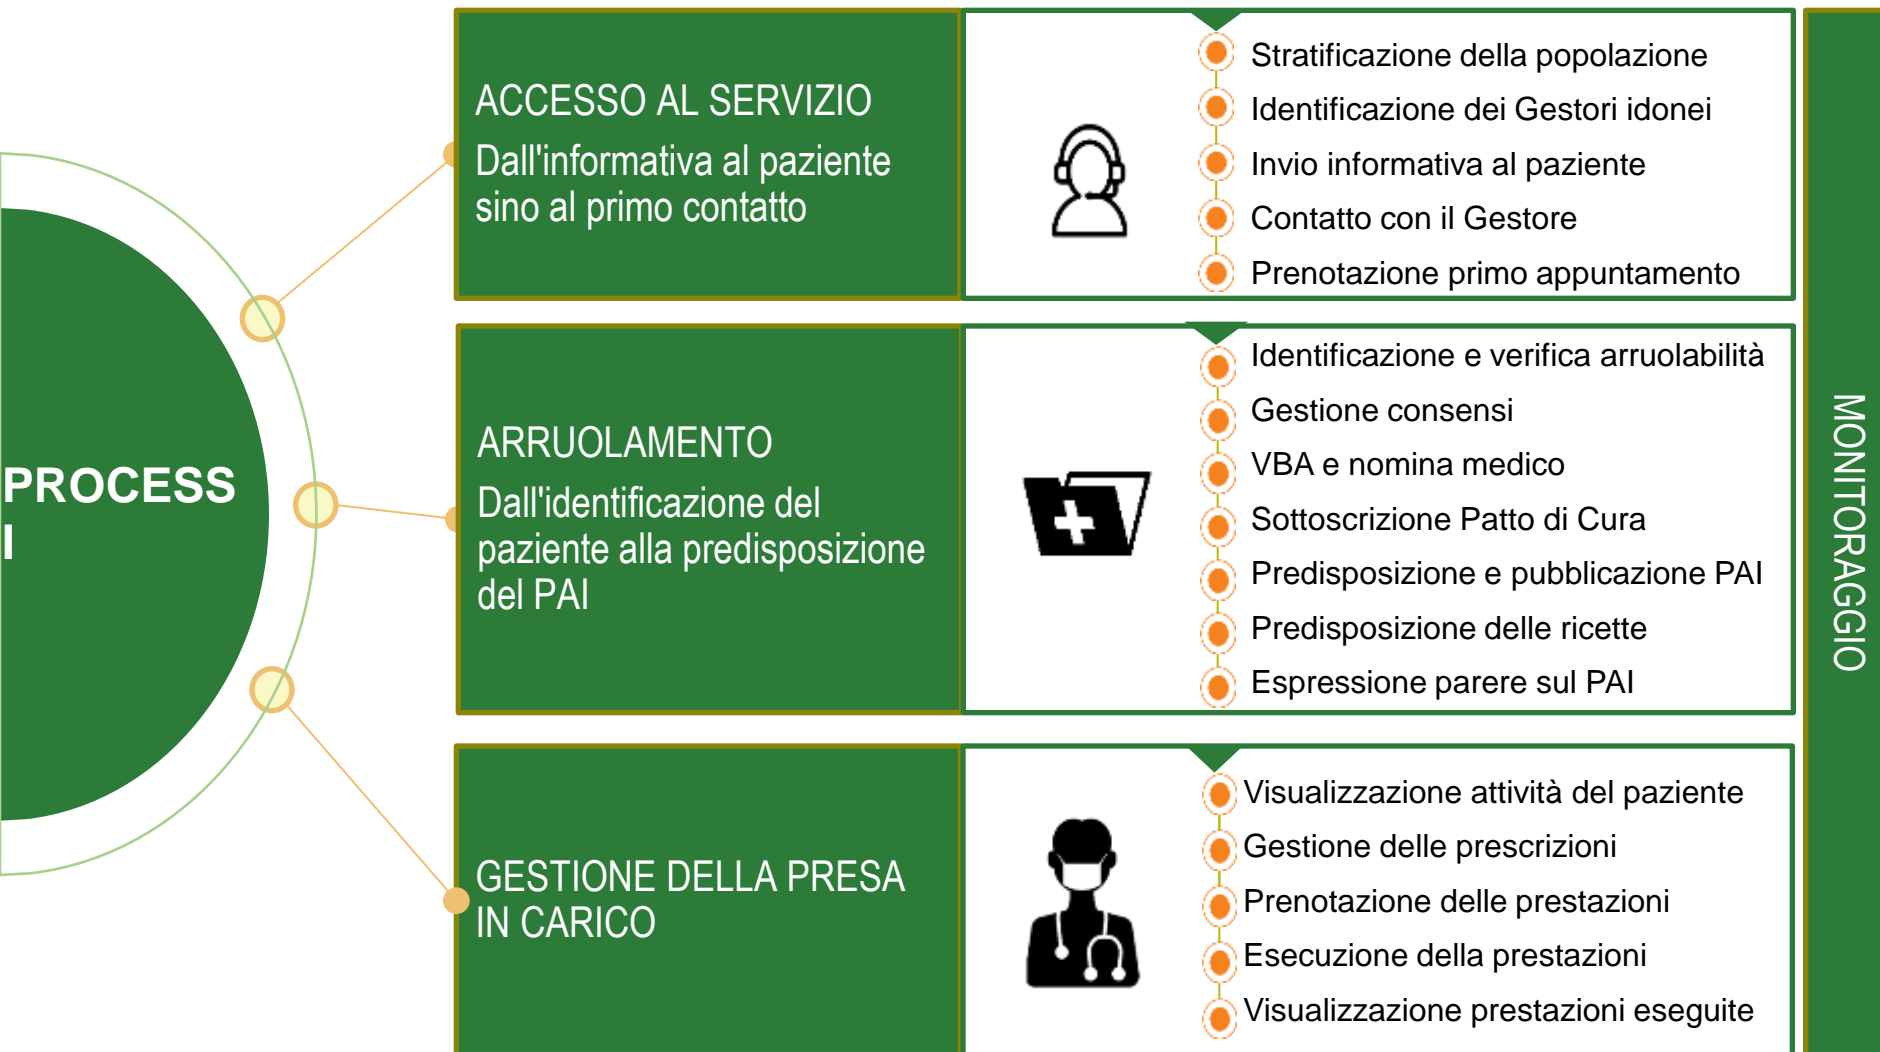 PROCESS
I
ACCESSO AL SERVIZIO
Dall'informativa al paziente
sino al primo contatto
Stratificazione della popolazione
Identificazione dei Gestori idonei
Invio informativa al paziente
Contatto con il Gestore
Prenotazione primo appuntamento
ARRUOLAMENTO
Dall'identificazione del
paziente alla predisposizione
del PAI
Identificazione e verifica arruolabilità
Gestione consensi
VBA e nomina medico
Sottoscrizione Patto di Cura
Predisposizione e pubblicazione PAI
Predisposizione delle ricette
Espressione parere sul PAI
GESTIONE DELLA PRESA
IN CARICO
Visualizzazione attività del paziente
Gestione delle prescrizioni
Prenotazione delle prestazioni
Esecuzione della prestazioni
Visualizzazione prestazioni eseguite
MONITORAGGIO